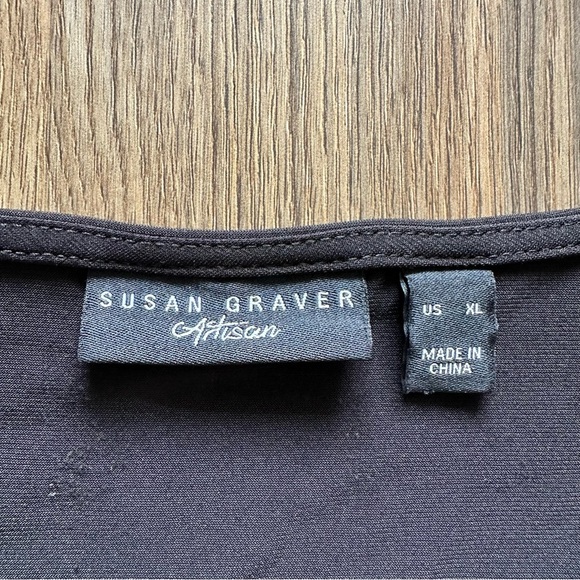 SUSAN GRAVER
Artisan
US XL
MADE IN
CHINA